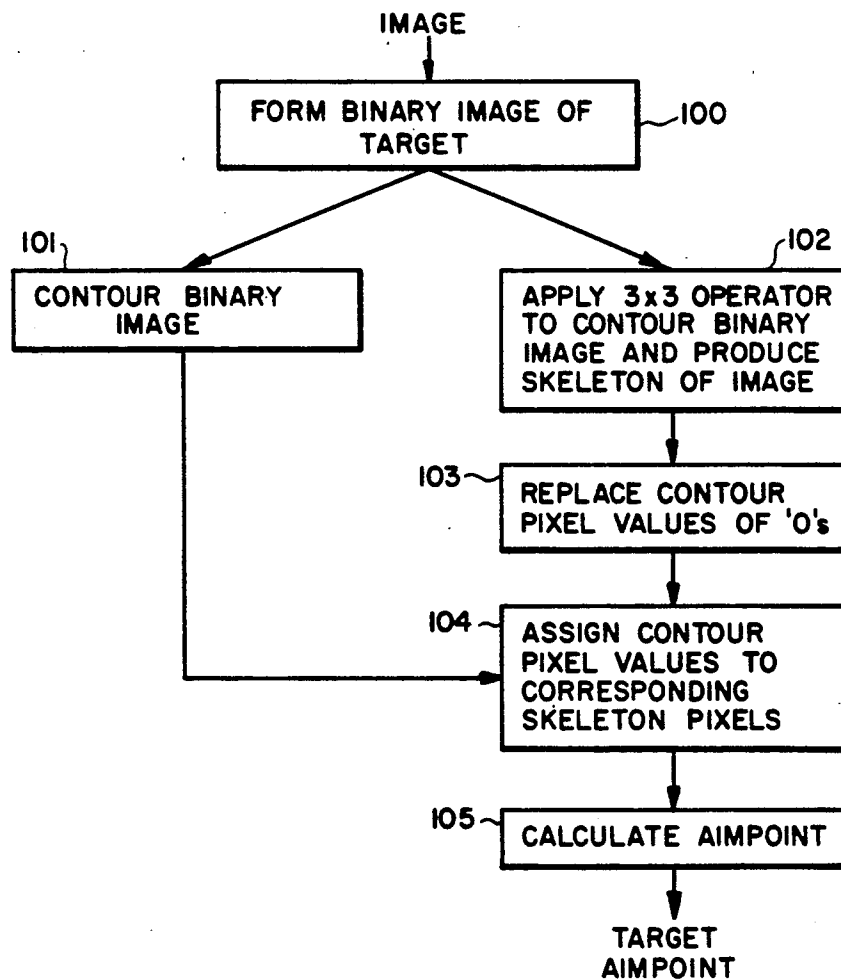 IMAGE
FORM BINARY IMAGE OF
TARGET
100
101
CONTOUR BINARY
IMAGE
102
APPLY 3x3 OPERATOR
TO CONTOUR BINARY
IMAGE AND PRODUCE
SKELETON OF IMAGE
103
REPLACE CONTOUR
PIXEL VALUES OF 'O's
104
ASSIGN CONTOUR
PIXEL VALUES TO
CORRESPONDING
SKELETON PIXELS
105
CALCULATE AIMPOINT
TARGET
AIMPOINT